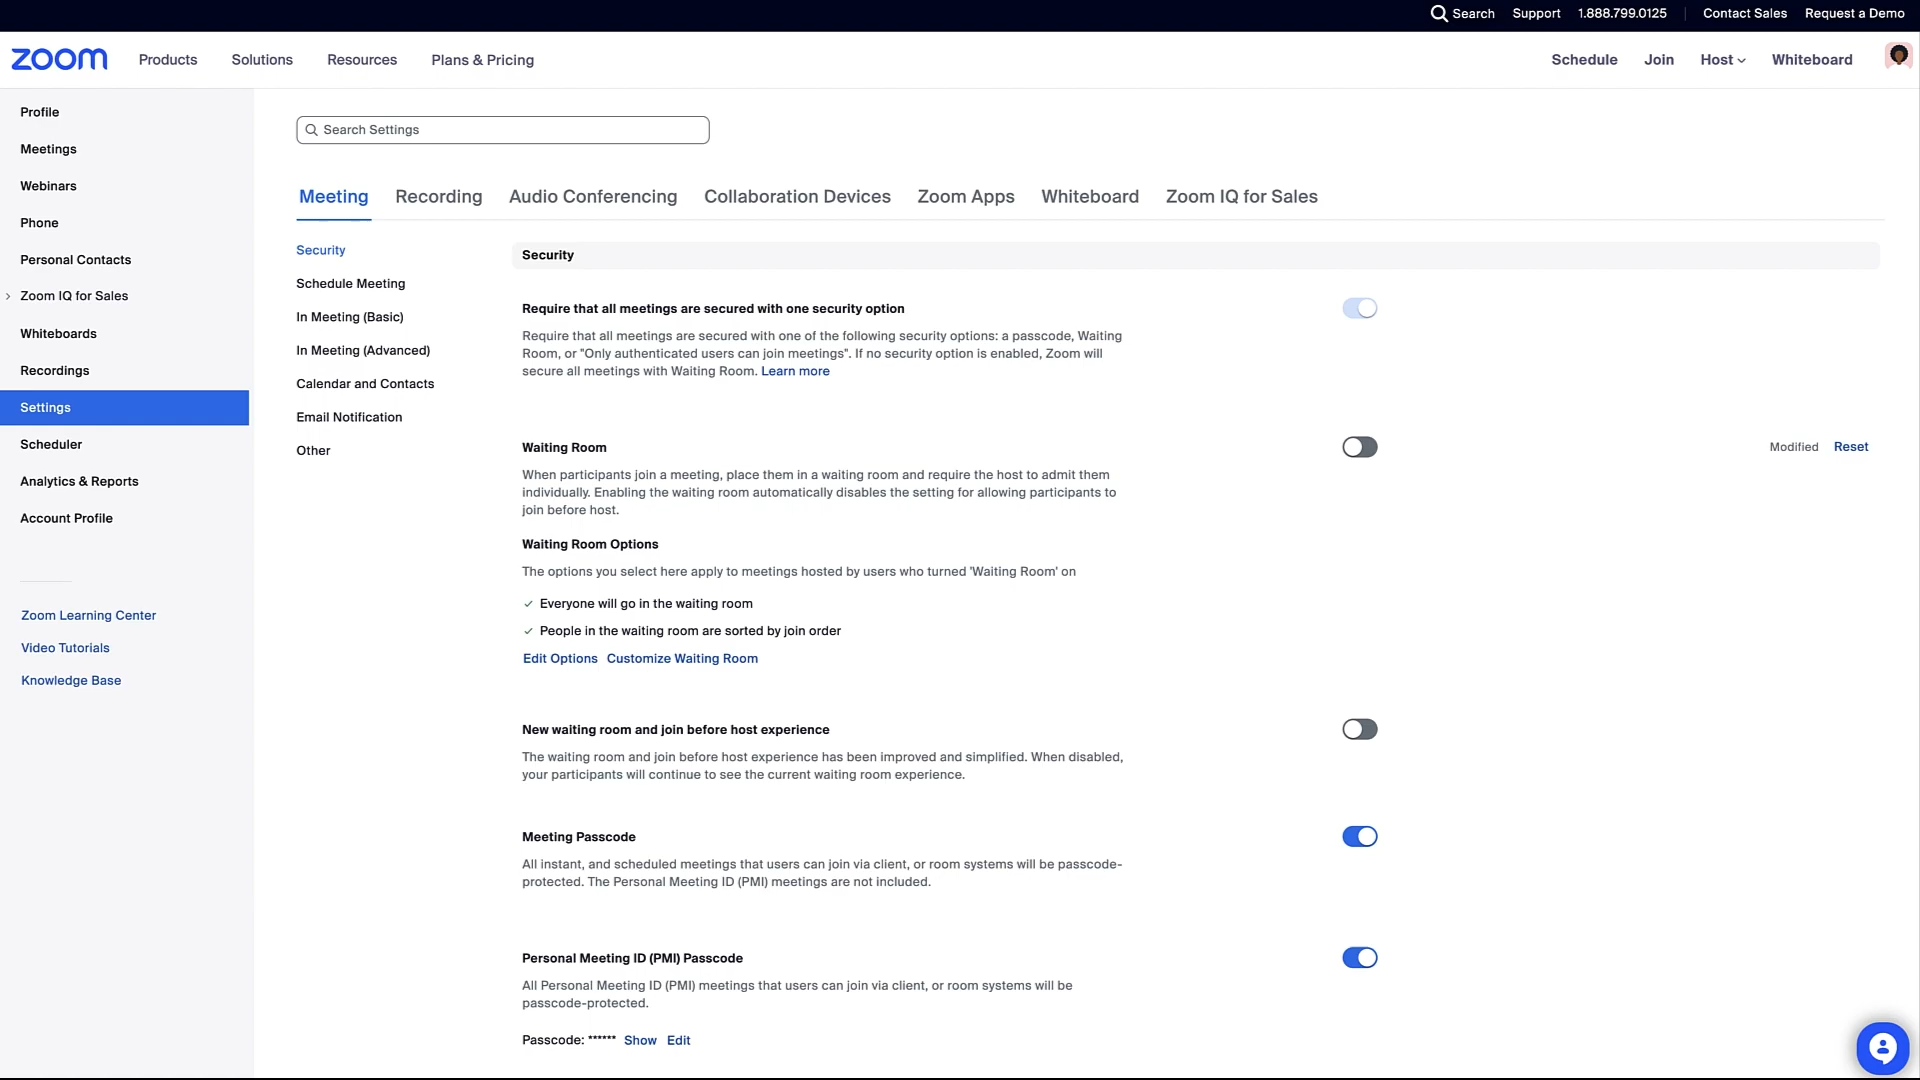 Search Support 1.888.799.0125 Contact Sales Request a Demo
zoom Products Solutions Resources Plans & Pricing Schedule Join Host Whiteboard
Profile
Meetings
Webinars
Phone
Personal Contacts
Zoom IQ for Sales
Whiteboards
Recordings
Settings
Scheduler
Analytics & Reports
Account Profile
Zoom Learning Center
Video Tutorials
Knowledge Base
Search Settings
Meeting Recording Audio Conferencing Collaboration Devices Zoom Apps Whiteboard Zoom IQ for Sales
Security
Schedule Meeting
In Meeting (Basic)
In Meeting (Advanced)
Calendar and Contacts
Email Notification
Other
Security
Require that all meetings are secured with one security option
Require that all meetings are secured with one of the following security options: a passcode, Waiting
Room, or "Only authenticated users can join meetings". If no security option is enabled, Zoom will
secure all meetings with Waiting Room. Learn more
Waiting Room Modified Reset
When participants join a meeting, place them in a waiting room and require the host to admit them
individually. Enabling the waiting room automatically disables the setting for allowing participants to
join before host.
Waiting Room Options
The options you select here apply to meetings hosted by users who turned 'Waiting Room' on
Everyone will go in the waiting room
People in the waiting room are sorted by join order
Edit Options Customize Waiting Room
New waiting room and join before host experience
The waiting room and join before host experience has been improved and simplified. When disabled,
your participants will continue to see the current waiting room experience.
Meeting Passcode
All instant, and scheduled meetings that users can join via client, or room systems will be passcode-
protected. The Personal Meeting ID (PMI) meetings are not included.
Personal Meeting ID (PMI) Passcode
All Personal Meeting ID (PMI) meetings that users can join via client, or room systems will be
passcode-protected.
Passcode: ****** Show Edit